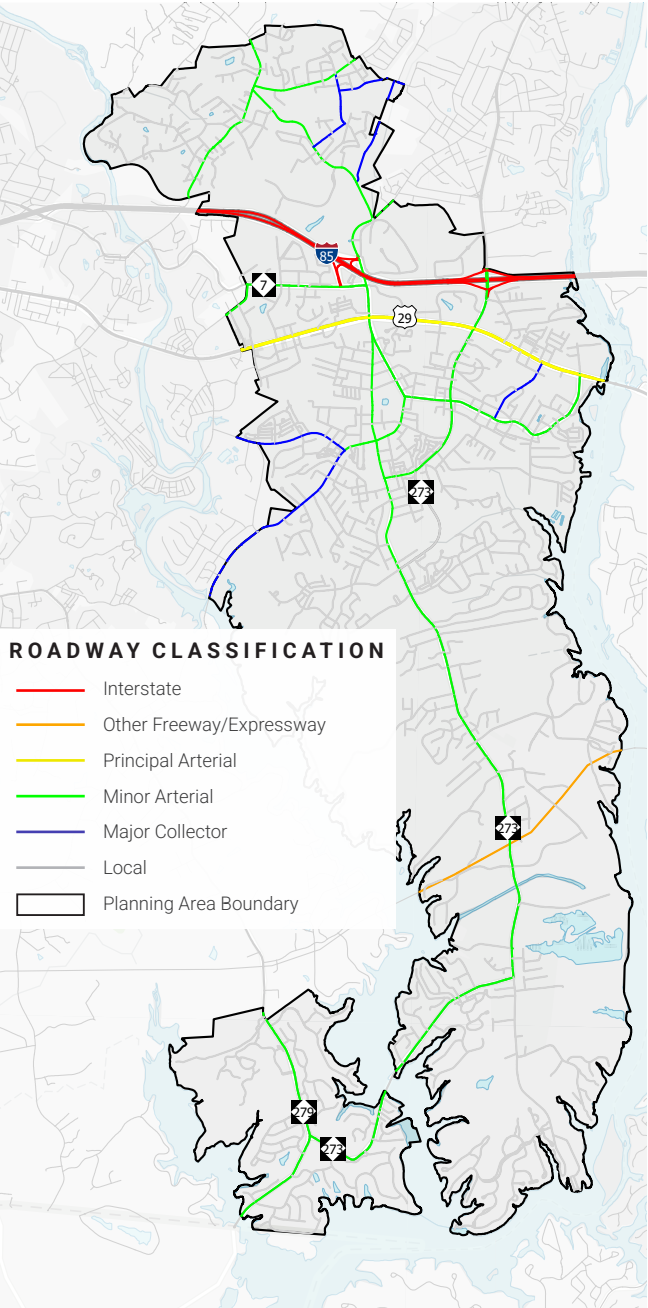 85
7
29
273
ROADWAY CLASSIFICATION
Interstate
Other Freeway/Expressway
Principal Arterial
Minor Arterial
Major Collector
Local
Planning Area Boundary
273
279
273